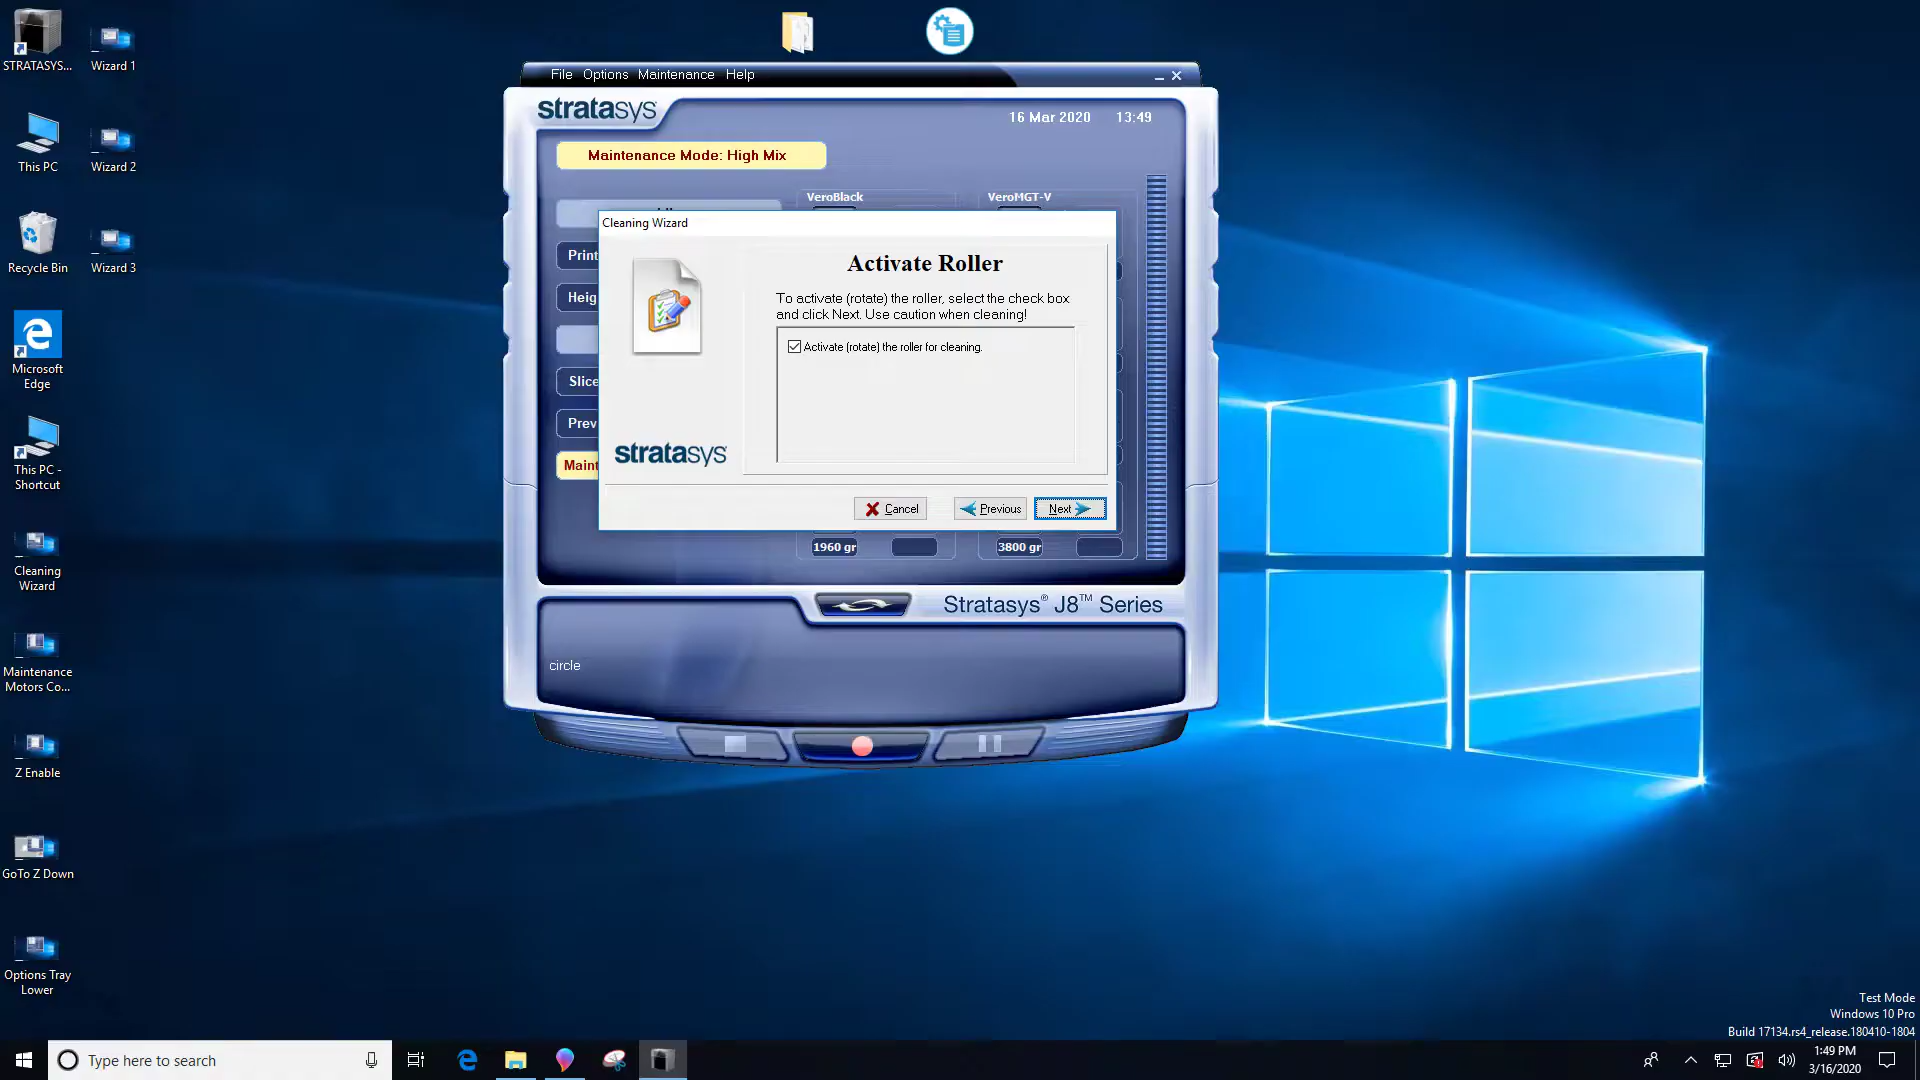 STRATASYS...
Wizard 1
This PC
Wizard 2
Recycle Bin
Wizard 3
Microsoft
Edge
This PC -
Shortcut
Cleaning
Wizard
Maintenance
Motors Co...
Z Enable
GoTo Z Down
Options Tray
Lower
File Options Maintenance Help
stratasys
16 Mar 2020 13:49
Maintenance Mode: High Mix
VeroBlack
VeroMGT-V
Print
Heig
Slice
Prev
Maint
Cleaning Wizard
Activate Roller
To activate (rotate) the roller, select the check box
and click Next. Use caution when cleaning!
Activate (rotate) the roller for cleaning.
stratasys
Cancel
Previous
Next
1960 gr
3800 gr
Stratasys® J8™ Series
circle
Test Mode
Windows 10 Pro
Build 17134.rs4_release.180410-1804
Type here to search
1:49 PM
3/16/2020